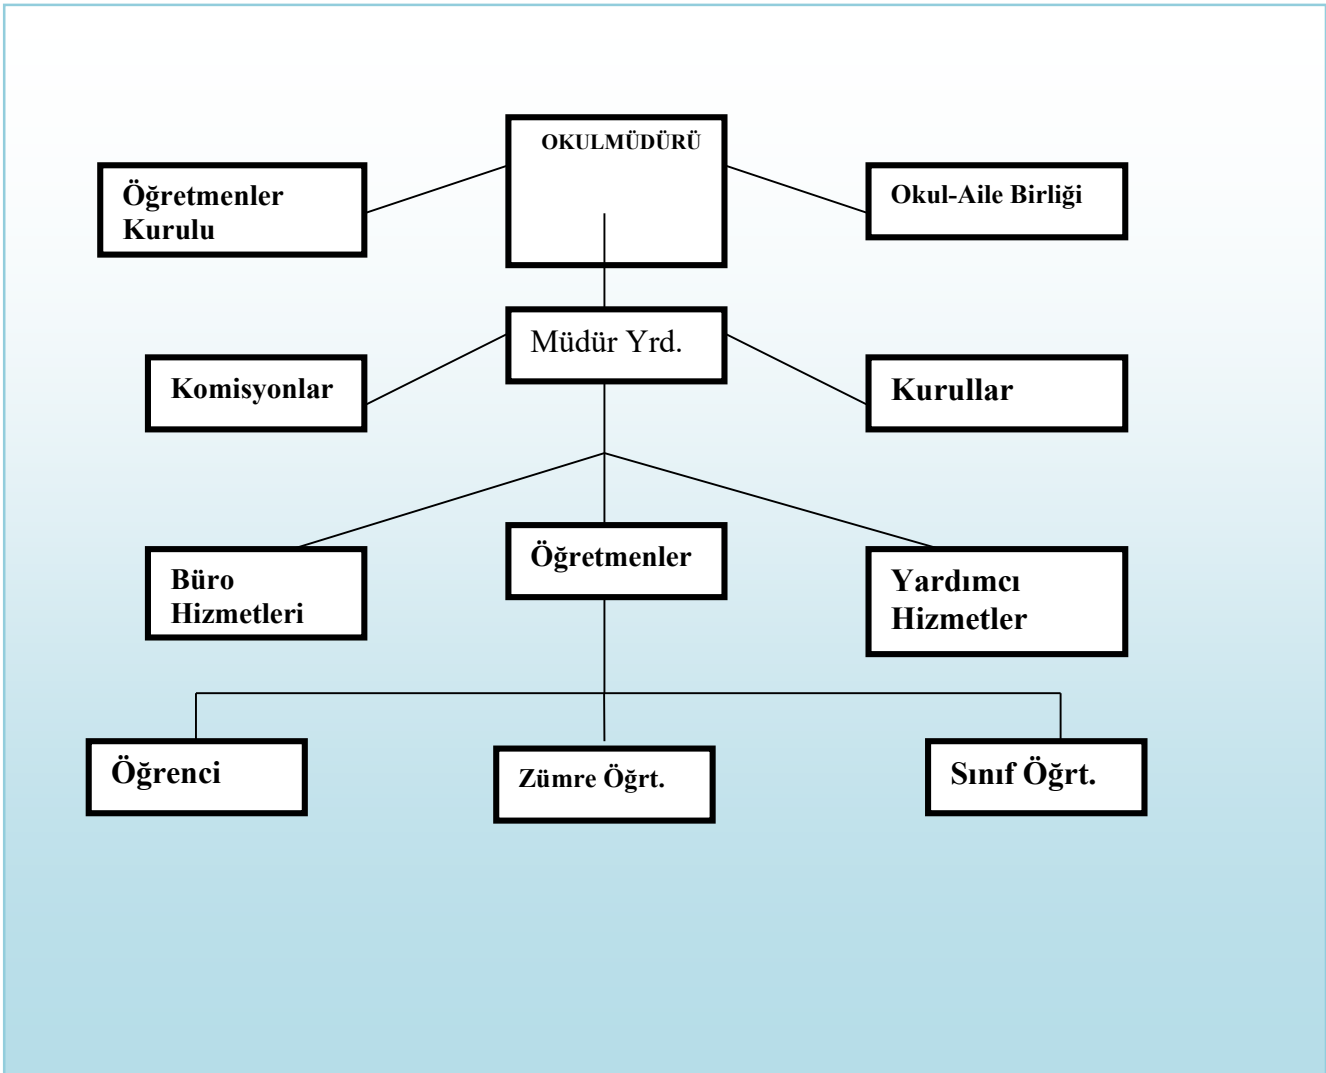 OKULMÜDÜRÜ
Öğretmenler
Kurulu
Okul-Aile Birliği
Müdür Yrd.
Komisyonlar
Kurullar
Öğretmenler
Büro
Hizmetleri
Yardımcı
Hizmetler
Öğrenci
Zümre Öğrt.
Sınıf Öğrt.